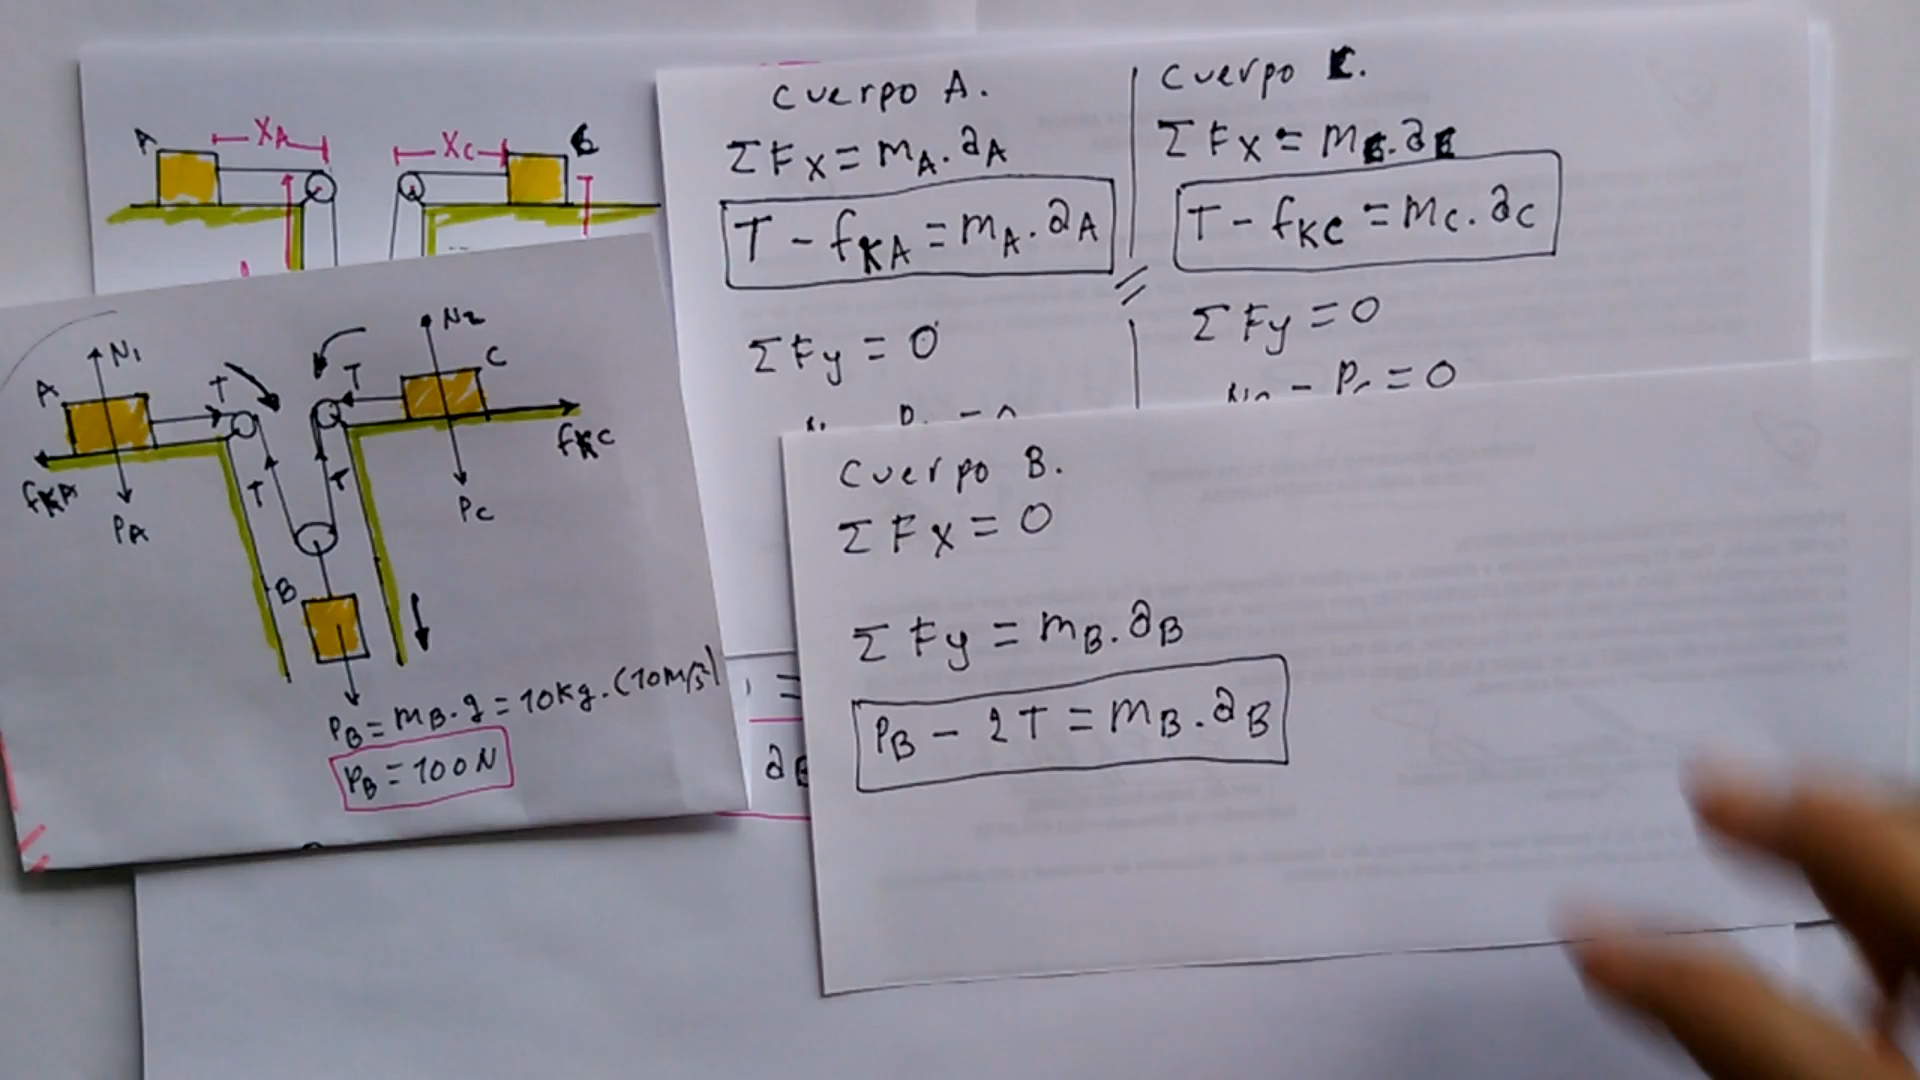 A
XA
XC
C
N1
N2
A
T
T
C
fKA
PA
T
T
PC
fKC
B
PB = mB.g = 10Kg.(10m/s²)
PB = 100N
cuerpo A.
ΣFx = mA.aA
T - fKA = mA.aA
ΣFy = 0
cuerpo C.
ΣFx = mC.aC
T - fKC = mC.aC
ΣFy = 0
- PC = 0
Cuerpo B.
ΣFx = 0
ΣFy = mB.aB
PB - 2T = mB.aB